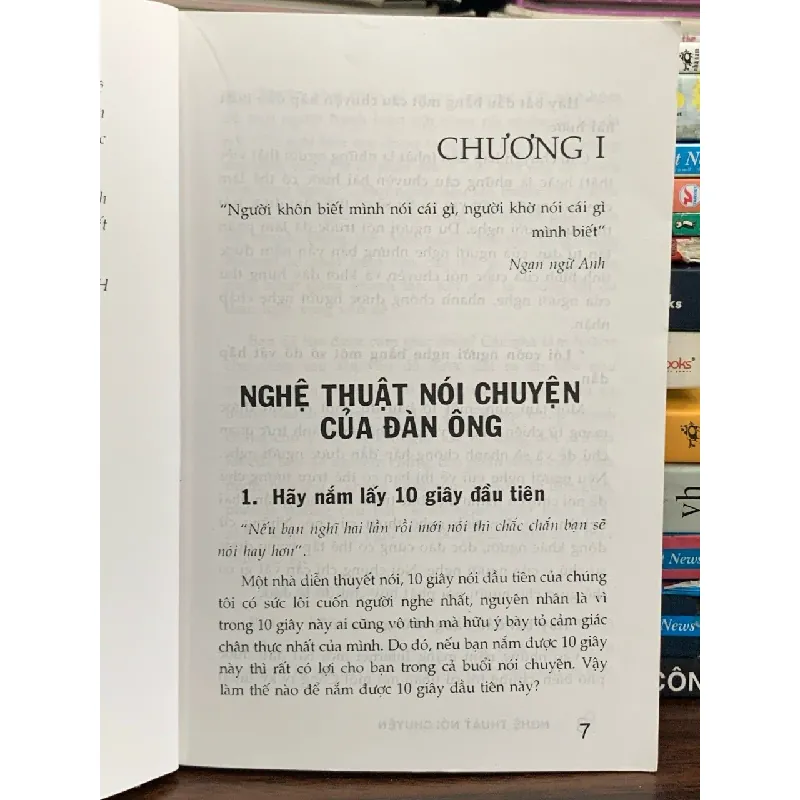 CHƯƠNG I
"Người khôn biết mình nói cái gì, người khờ nói cái gì
mình biết"
Ngạn ngữ Anh
NGHỆ THUẬT NÓI CHUYỆN
CỦA ĐÀN ÔNG
1. Hãy nắm lấy 10 giây đầu tiên
"Nếu bạn nghĩ hai lần rồi mới nói thì chắc chắn bạn sẽ
nói hay hơn".
Một nhà diễn thuyết nói, 10 giây nói đầu tiên của chúng
tôi có sức lôi cuốn người nghe nhất, nguyên nhân là vì
trong 10 giây này ai cũng vô tình mà hữu ý bày tỏ cảm giác
chân thực nhất của mình. Do đó, nếu bạn nắm được 10 giây
này thì rất có lợi cho bạn trong cả buổi nói chuyện. Vậy
làm thế nào để nắm được 10 giây đầu tiên này?
7
News
News
CÔN